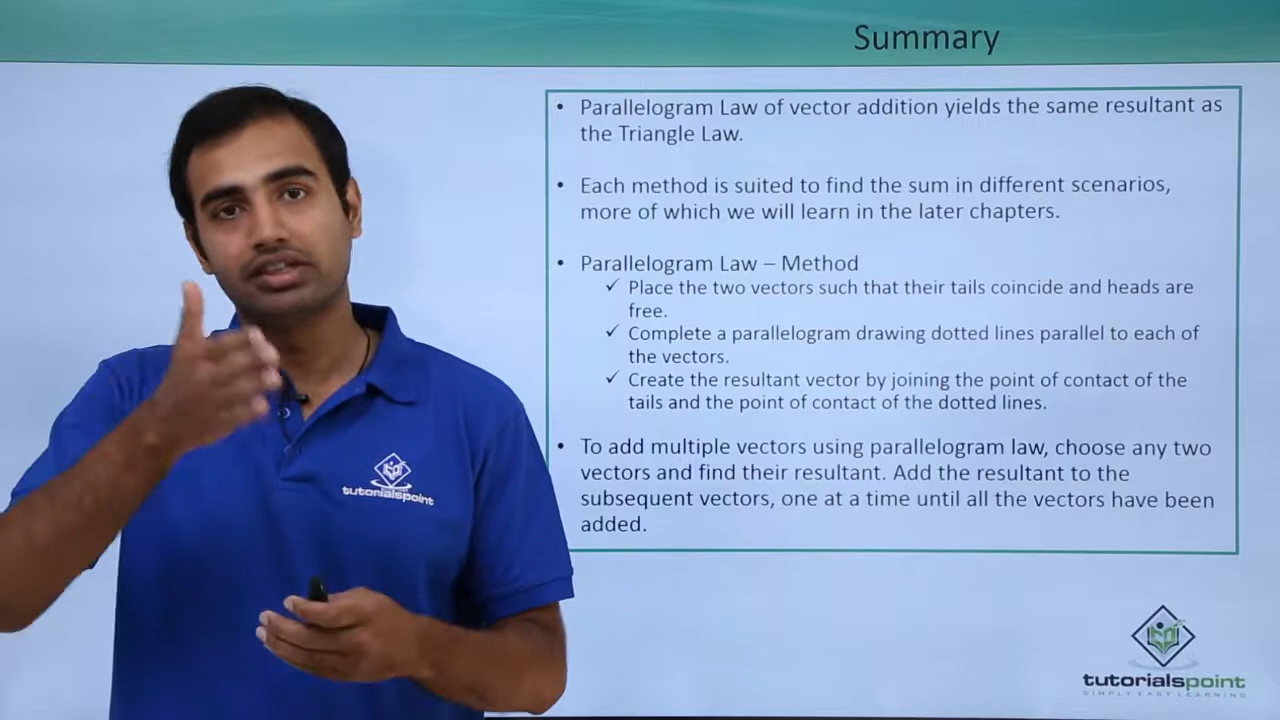 Summary
• Parallelogram Law of vector addition yields the same resultant as
the Triangle Law.
• Each method is suited to find the sum in different scenarios,
more of which we will learn in the later chapters.
• Parallelogram Law – Method
✓ Place the two vectors such that their tails coincide and heads are
free.
✓ Complete a parallelogram drawing dotted lines parallel to each of
the vectors.
✓ Create the resultant vector by joining the point of contact of the
tails and the point of contact of the dotted lines.
• To add multiple vectors using parallelogram law, choose any two
vectors and find their resultant. Add the resultant to the
subsequent vectors, one at a time until all the vectors have been
added.
tutorialspoint
tutorialspoint
SIMPLY EASY LEARNING